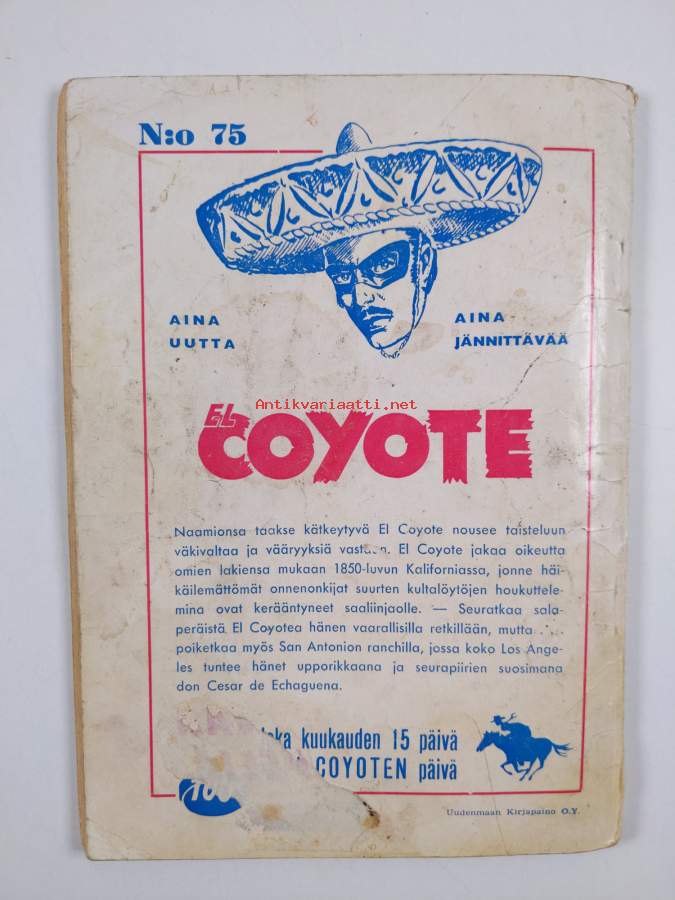 N:o 75
AINA
UUTTA
AINA
JÄNNITTÄVÄÄ
Antikvariaatti.net
EL
COYOTE
Naamionsa taakse kätkeytyvä El Coyote nousee taisteluun
väkivaltaa ja vääryyksiä vastaan. El Coyote jakaa oikeutta
omien lakiensa mukaan 1850-luvun Kaliforniassa, jonne häi-
käilemättömät onnenonkijat suurten kultalöytöjen houkuttele-
mina ovat kerääntyneet saaliinjaolle. — Seuratkaa sala-
peräistä El Coyotea hänen vaarallisilla retkillään, mutta
poiketkaa myös San Antonion ranchilla, jossa koko Los Ange-
les tuntee hänet upporikkaana ja seurapiirien suosimana
don Cesar de Echaguena.
kuukauden 15 päivä
COYOTEN päivä
Uudenmaan Kirjapaino O.Y.